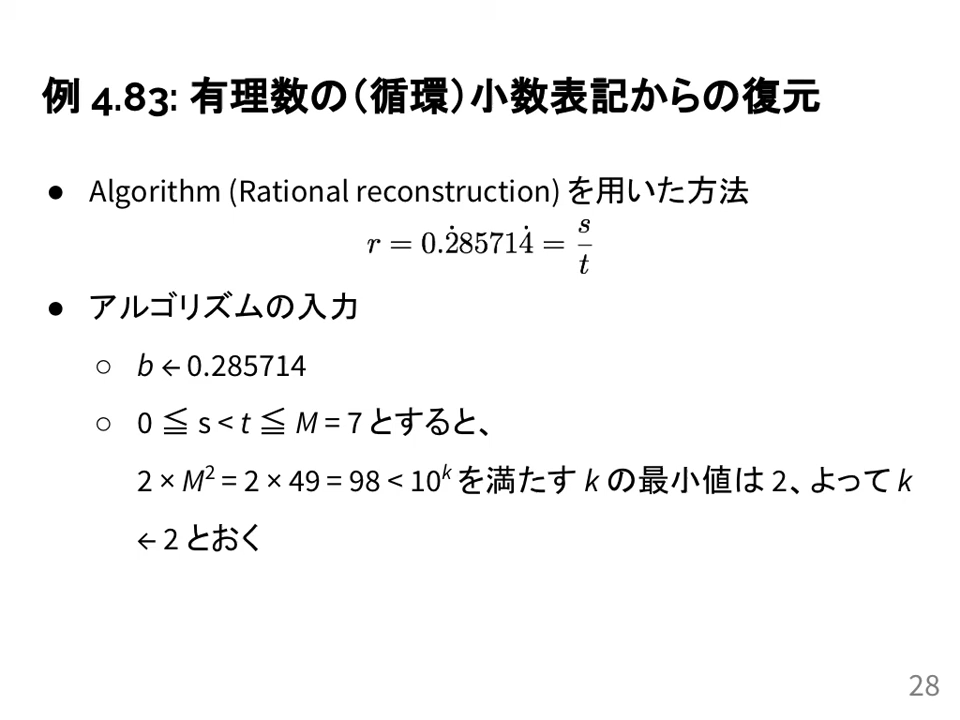 例 4.83: 有理数の（循環）小数表記からの復元
● Algorithm (Rational reconstruction) を用いた方法
r = 0.2̇85714̇ = s/t
● アルゴリズムの入力
○ b ← 0.285714
○ 0 ≦ s < t ≦ M = 7 とすると、
2 × M² = 2 × 49 = 98 < 10ᵏ を満たす k の最小値は 2、よって k
← 2 とおく
28